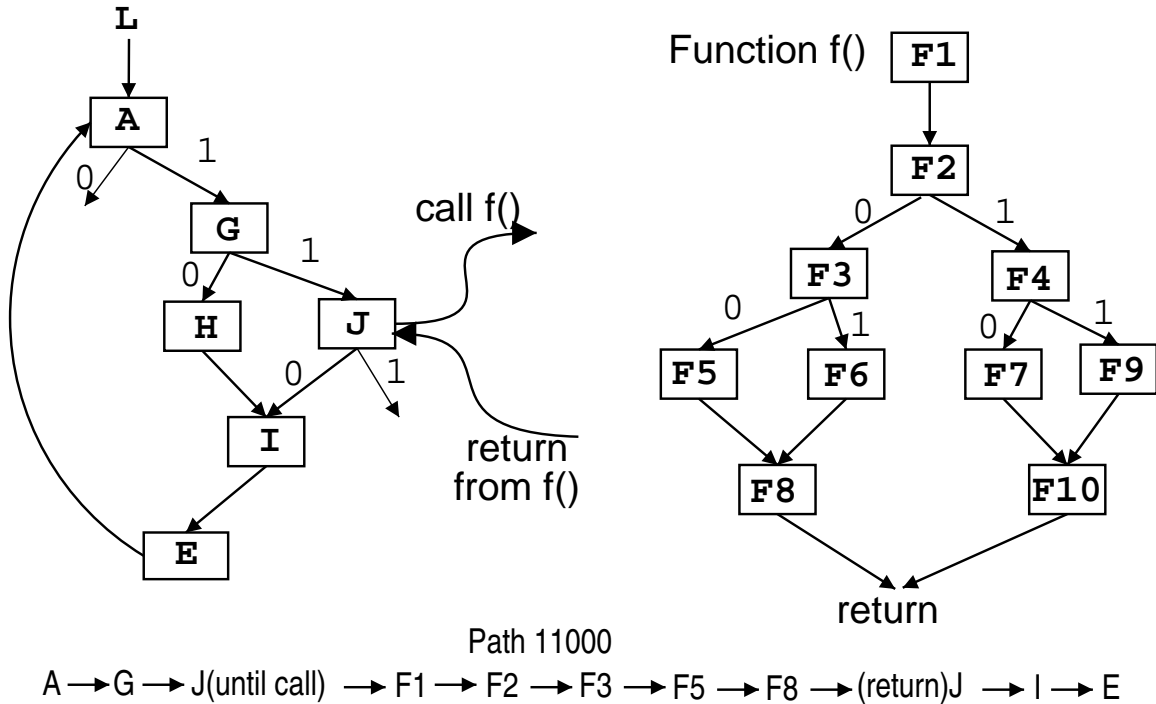 L
A
0
1
G
0
1
H
J
call f()
0
1
I
return
from f()
E
Function f()
F1
F2
0
1
F3
F4
0
1
0
1
F5
F6
F7
F9
F8
F10
return
Path 11000
A G J(until call) F1 F2 F3 F5 F8 (return)J I E